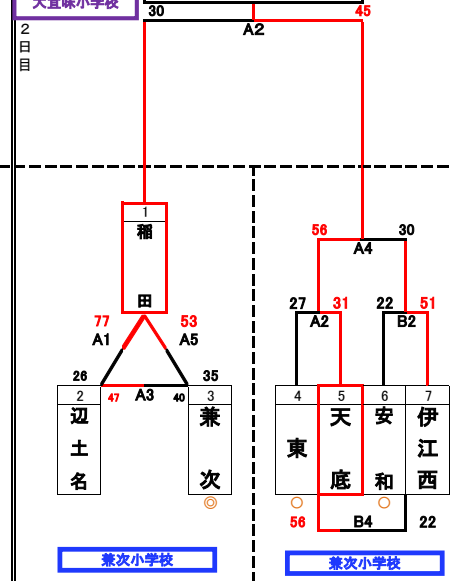 大宜味小学校
30 45
A2
2日目
1
稲田
56 30
A4
77 53
A1 A5
27 31 22 51
A2 B2
26 35
47 A3 40
2 3 4 5 6 7
辺土名 兼次 東 天底 安和 伊江西
◎ ○ ○
56 B4 22
兼次小学校 兼次小学校